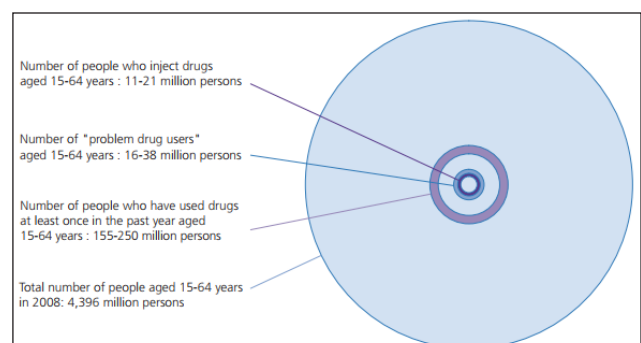 Number of people who inject drugs
aged 15-64 years : 11-21 million persons
Number of "problem drug users"
aged 15-64 years : 16-38 million persons
Number of people who have used drugs
at least once in the past year aged
15-64 years : 155-250 million persons
Total number of people aged 15-64 years
in 2008: 4,396 million persons